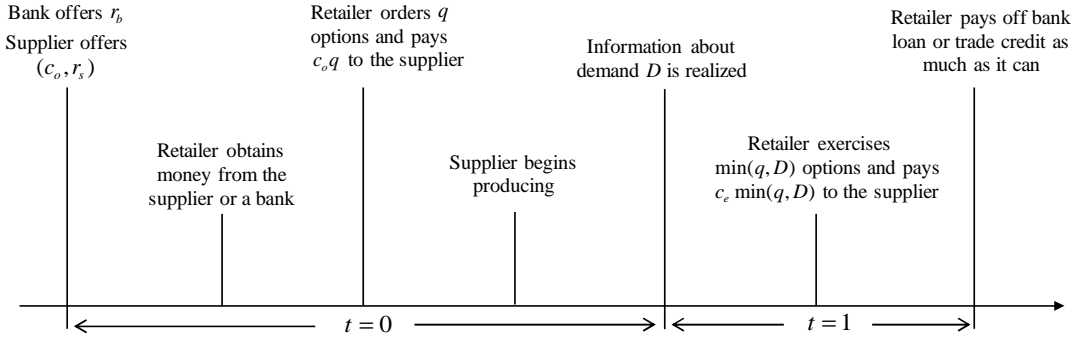 Bank offers r_b
Supplier offers
(c_o, r_s)
Retailer obtains
money from the
supplier or a bank
Retailer orders q
options and pays
c_o q to the supplier
Supplier begins
producing
Information about
demand D is realized
Retailer exercises
min(q, D) options and pays
c_e min(q, D) to the supplier
Retailer pays off bank
loan or trade credit as
much as it can
t = 0
t = 1